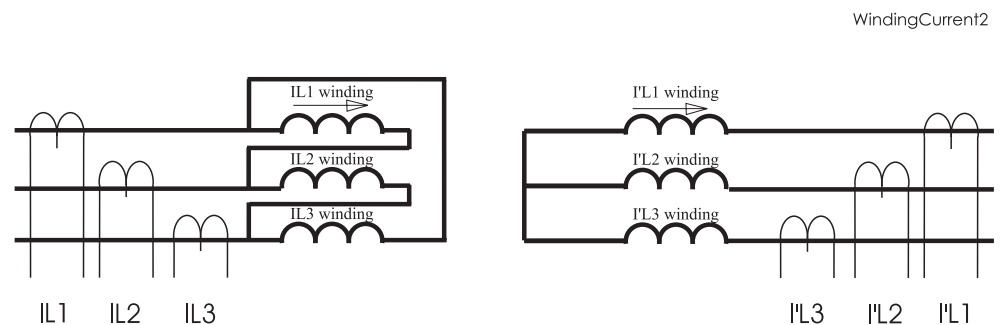 WindingCurrent2
IL1 winding
I'L1 winding
IL2 winding
I'L2 winding
IL3 winding
I'L3 winding
IL1 IL2 IL3 I'L3 I'L2 I'L1